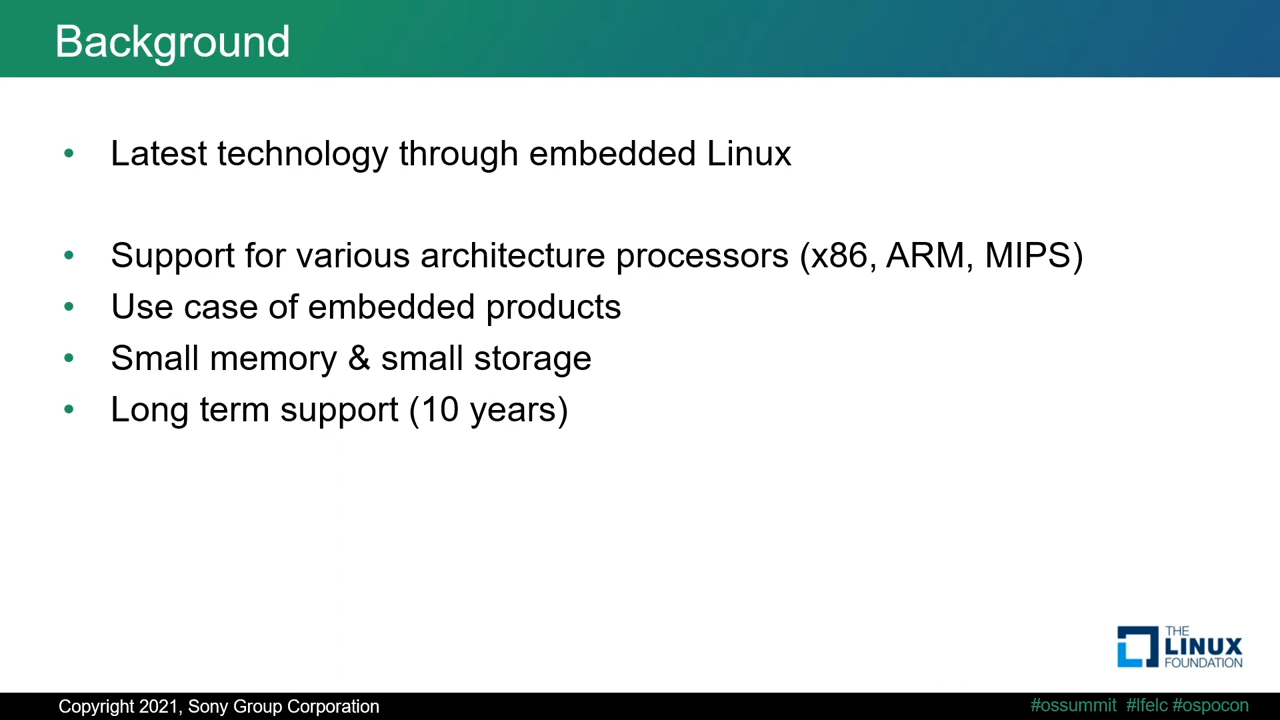 Background
• Latest technology through embedded Linux
• Support for various architecture processors (x86, ARM, MIPS)
• Use case of embedded products
• Small memory & small storage
• Long term support (10 years)
THE
LINUX
FOUNDATION
Copyright 2021, Sony Group Corporation
#ossummit #lfelc #ospocon